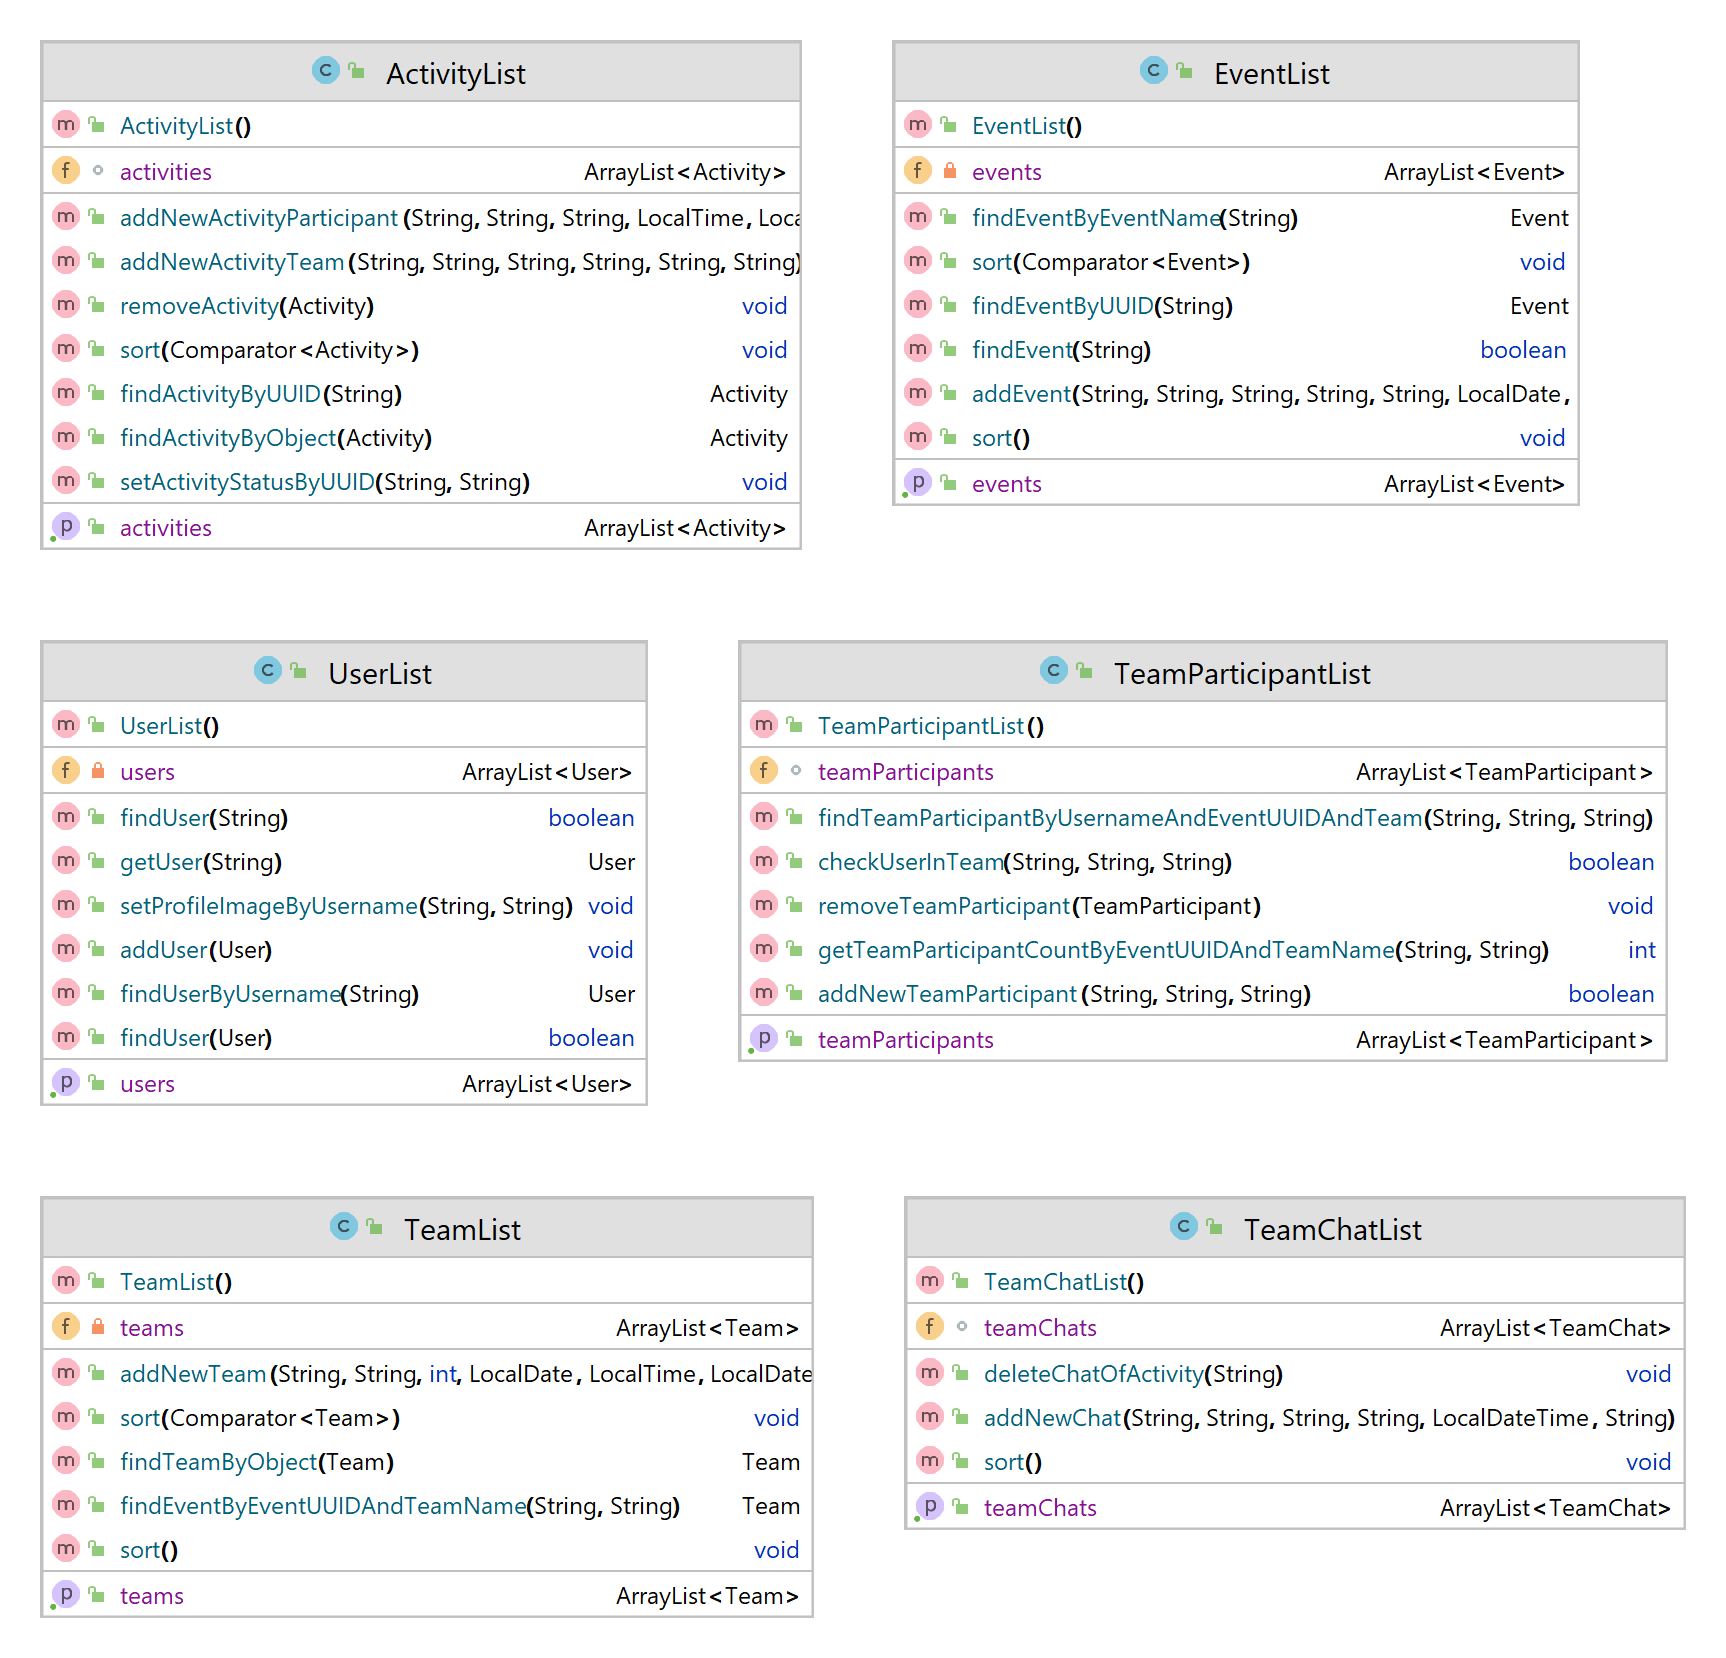 C ActivityList
m ActivityList()
f activities ArrayList<Activity>
m addNewActivityParticipant(String, String, String, LocalTime, Loca
m addNewActivityTeam(String, String, String, String, String, String)
m removeActivity(Activity) void
m sort(Comparator<Activity>) void
m findActivityByUUID(String) Activity
m findActivityByObject(Activity) Activity
m setActivityStatusByUUID(String, String) void
p activities ArrayList<Activity>
C EventList
m EventList()
f events ArrayList<Event>
m findEventByEventName(String) Event
m sort(Comparator<Event>) void
m findEventByUUID(String) Event
m findEvent(String) boolean
m addEvent(String, String, String, String, String, LocalDate,
m sort() void
p events ArrayList<Event>
C UserList
m UserList()
f users ArrayList<User>
m findUser(String) boolean
m getUser(String) User
m setProfileImageByUsername(String, String) void
m addUser(User) void
m findUserByUsername(String) User
m findUser(User) boolean
p users ArrayList<User>
C TeamParticipantList
m TeamParticipantList()
f teamParticipants ArrayList<TeamParticipant>
m findTeamParticipantByUsernameAndEventUUIDAndTeam(String, String, String)
m checkUserInTeam(String, String, String) boolean
m removeTeamParticipant(TeamParticipant) void
m getTeamParticipantCountByEventUUIDAndTeamName(String, String) int
m addNewTeamParticipant(String, String, String) boolean
p teamParticipants ArrayList<TeamParticipant>
C TeamList
m TeamList()
f teams ArrayList<Team>
m addNewTeam(String, String, int, LocalDate, LocalTime, LocalDate
m sort(Comparator<Team>) void
m findTeamByObject(Team) Team
m findEventByEventUUIDAndTeamName(String, String) Team
m sort() void
p teams ArrayList<Team>
C TeamChatList
m TeamChatList()
f teamChats ArrayList<TeamChat>
m deleteChatOfActivity(String) void
m addNewChat(String, String, String, String, LocalDateTime, String)
m sort() void
p teamChats ArrayList<TeamChat>